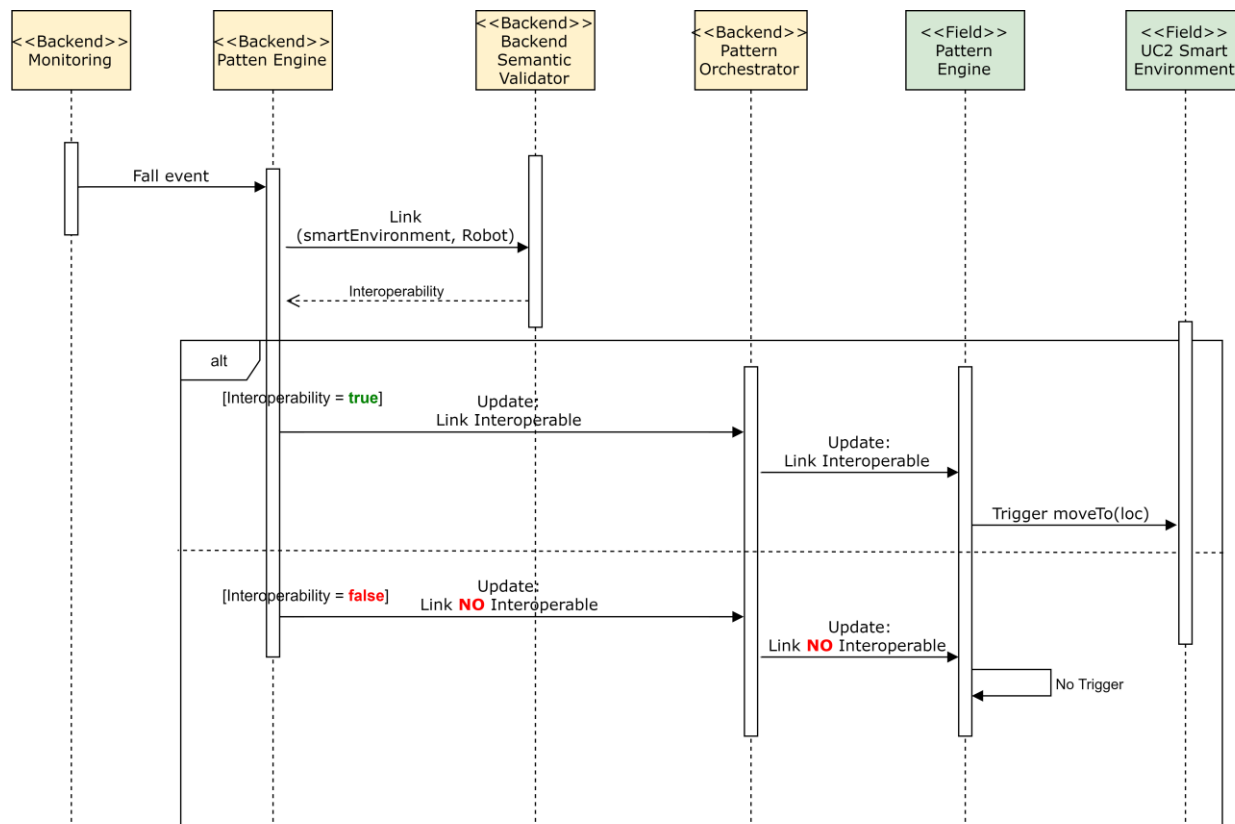 <<Backend>>
Monitoring
<<Backend>>
Patten Engine
<<Backend>>
Backend
Semantic
Validator
<<Backend>>
Pattern
Orchestrator
<<Field>>
Pattern
Engine
<<Field>>
UC2 Smart
Environment
Fall event
Link
(smartEnvironment, Robot)
Interoperability
alt
[Interoperability = true]
Update:
Link Interoperable
Update:
Link Interoperable
Trigger moveTo(loc)
[Interoperability = false]
Update:
Link NO Interoperable
Update:
Link NO Interoperable
No Trigger